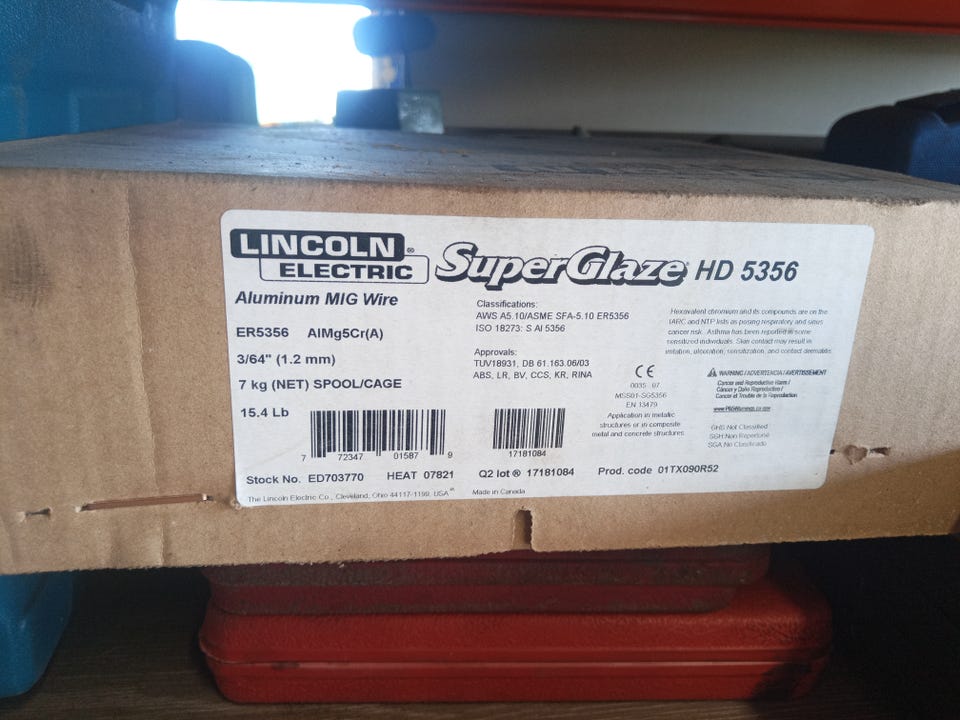 LINCOLN ®
ELECTRIC
SuperGlaze® HD 5356
Aluminum MIG Wire
ER5356 AlMg5Cr(A)
3/64" (1.2 mm)
7 kg (NET) SPOOL/CAGE
15.4 Lb
Classifications:
AWS A5.10/ASME SFA-5.10 ER5356
ISO 18273: S Al 5356
Approvals:
TUV18931, DB 61.163.06/03
ABS, LR, BV, CCS, KR, RINA
Hexavalent chromium and its compounds are on the
IARC and NTP lists as posing respiratory and sinus
cancer risk. Asthma has been reported in some
sensitized individuals. Skin contact may result in
irritation, ulceration, sensitization, and contact dermatitis.
CE
0035 - 07
MSS01-SG5356
EN 13479
Application in metallic
structures or in composite
metal and concrete structures
WARNING / ADVERTENCIA / AVERTISSEMENT
Cancer and Reproductive Harm /
Cáncer y Daño Reproductivo /
Cancer et Trouble de la Reproduction
www.P65Warnings.ca.gov
GHS Not Classified
SGH Non Répertorié
SGA No Clasificado
7 72347 01587 9
17181084
Stock No. ED703770 HEAT 07821 Q2 lot ® 17181084 Prod. code 01TX090R52
The Lincoln Electric Co., Cleveland, Ohio 44117-1199, USA Made in Canada